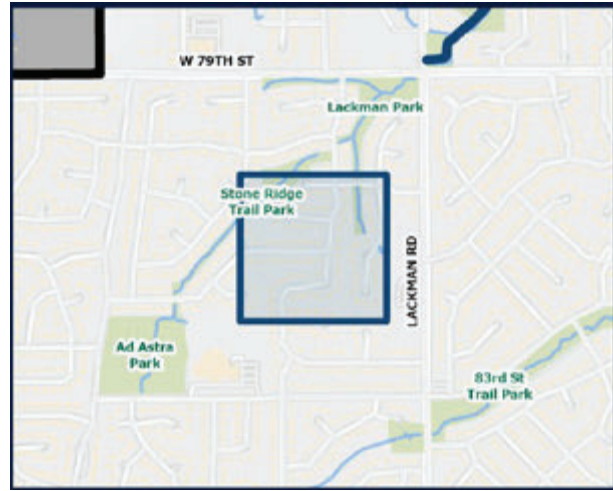 W 79TH ST
Lackman Park
Stone Ridge
Trail Park
LACKMAN RD
Ad Astra
Park
83rd St
Trail Park